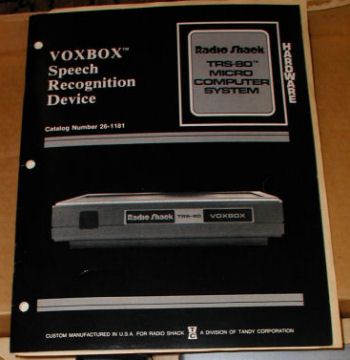 VOXBOX™
Speech
Recognition
Device
Catalog Number 26-1181
Radio Shack
TRS-80™
MICRO
COMPUTER
SYSTEM
HARDWARE
Radio Shack TRS-80 VOXBOX
CUSTOM MANUFACTURED IN U.S.A. FOR RADIO SHACK TC A DIVISION OF TANDY CORPORATION